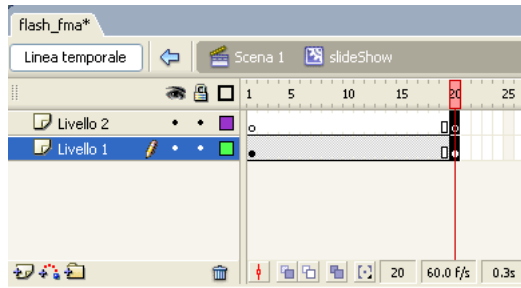 flash_fma*
Linea temporale Scena 1 slideShow
1 5 10 15 20 25
Livello 2
Livello 1
20 60.0 f/s 0.3s